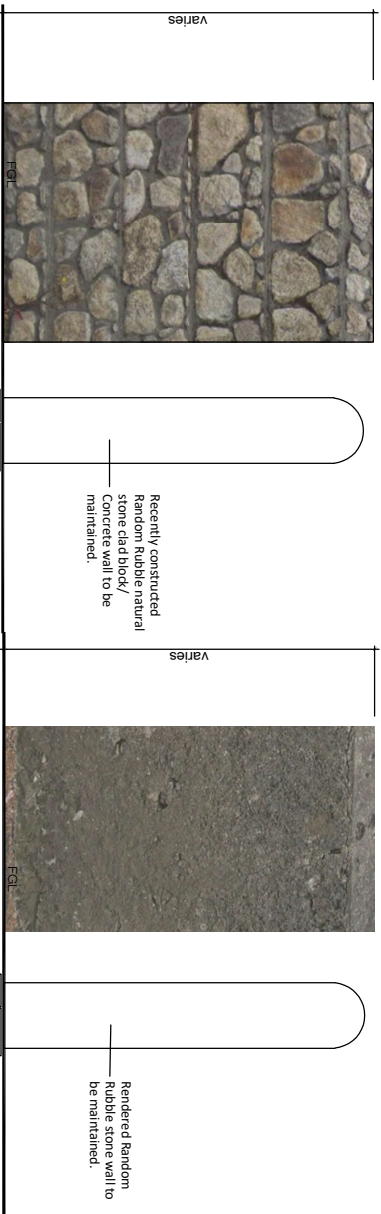 varies
FGL
Recently constructed
Random Rubble natural
stone clad block/
Concrete wall to be
maintained.
varies
FGL
Rendered Random
Rubble stone wall to
be maintained.